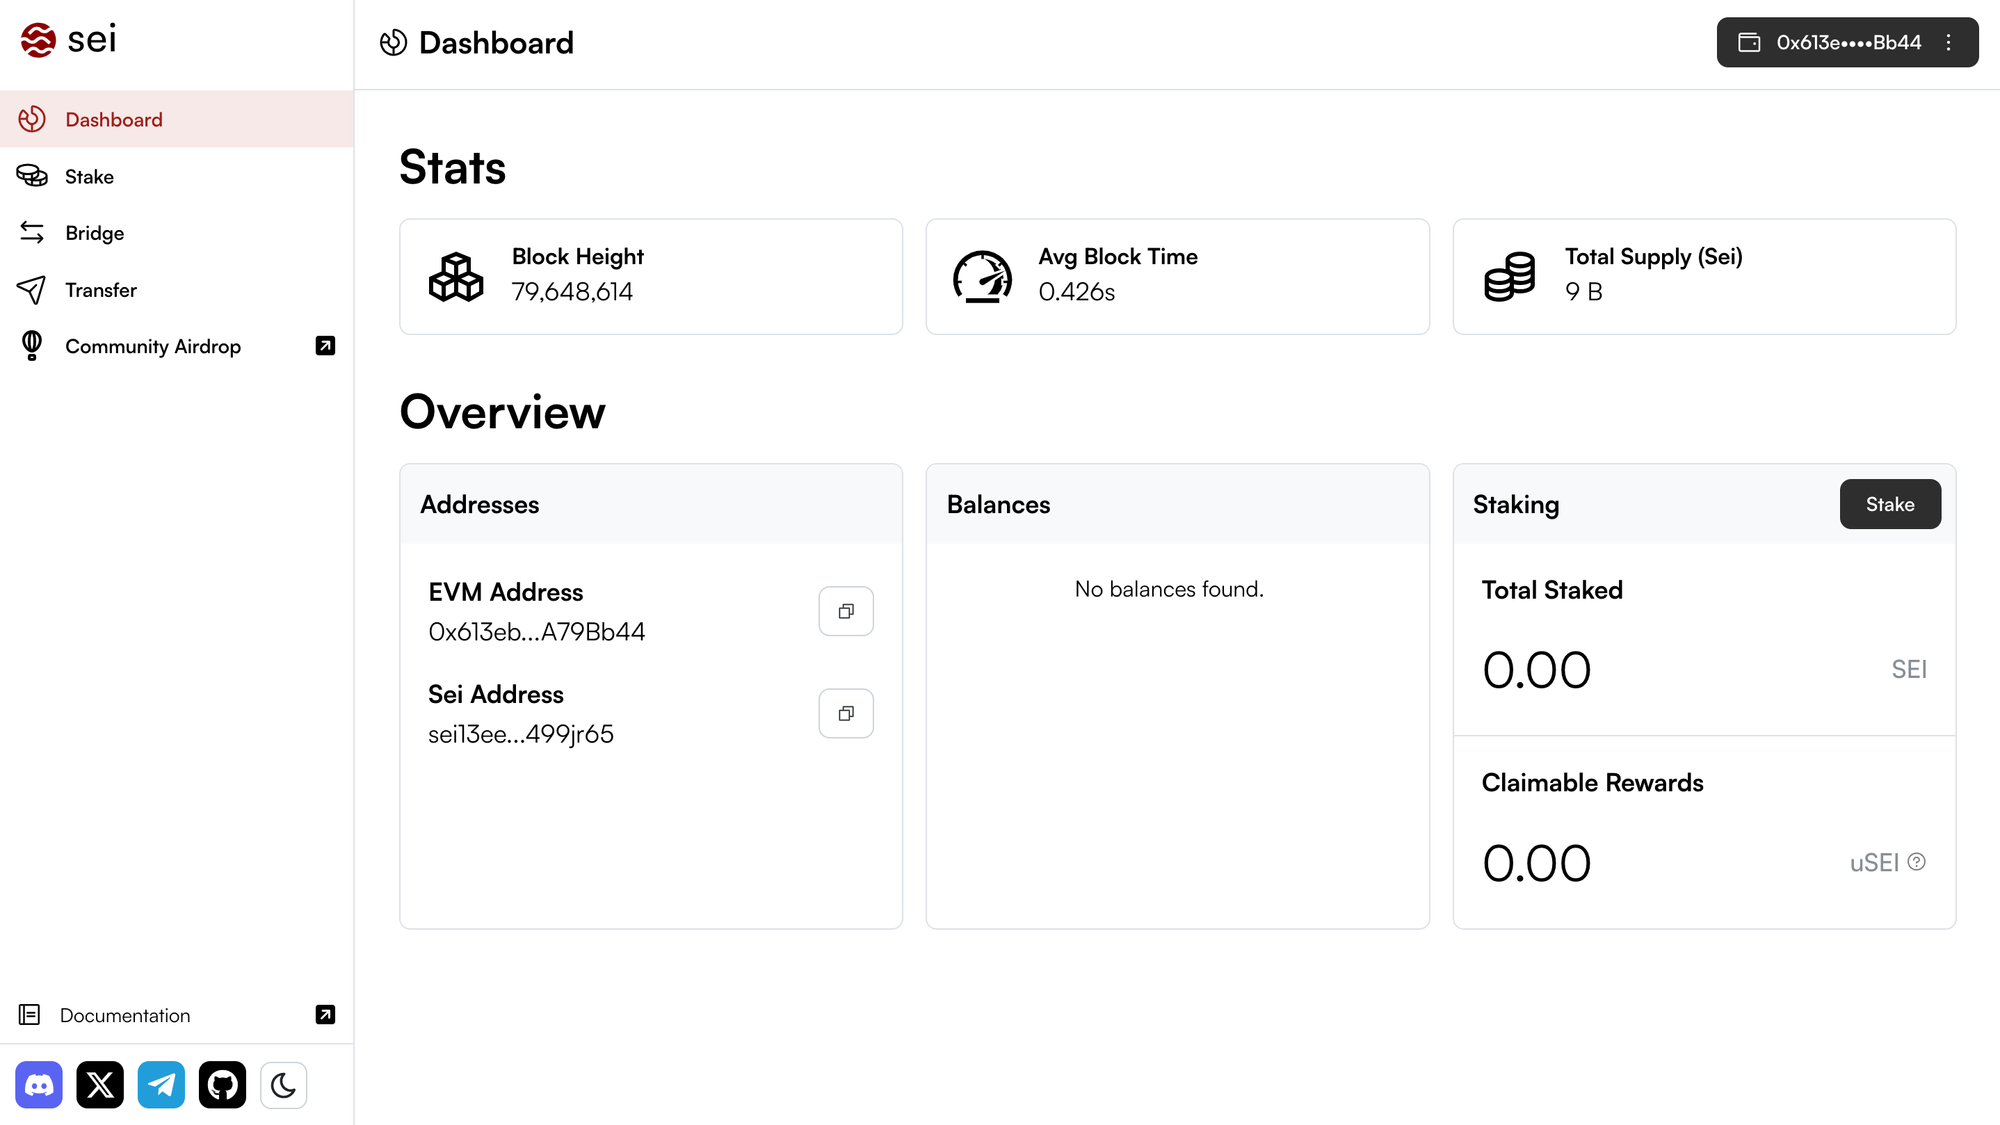 sei
Dashboard
Stake
Bridge
Transfer
Community Airdrop
Documentation
Dashboard
0x613e••••Bb44
Stats
Block Height
79,648,614
Avg Block Time
0.426s
Total Supply (Sei)
9 B
Overview
Addresses
EVM Address
0x613eb...A79Bb44
Sei Address
sei13ee...499jr65
Balances
No balances found.
Staking
Stake
Total Staked
0.00 SEI
Claimable Rewards
0.00 uSEI